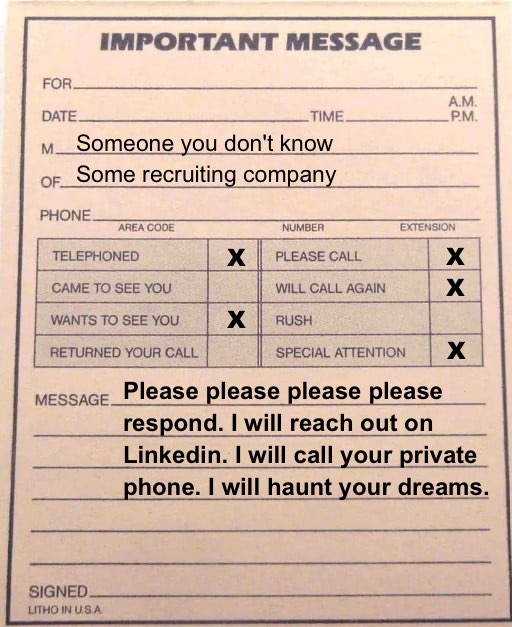 IMPORTANT MESSAGE
FOR
A.M.
DATE TIME P.M.
M Someone you don't know
OF Some recruiting company
PHONE
AREA CODE NUMBER EXTENSION
TELEPHONED X PLEASE CALL X
CAME TO SEE YOU WILL CALL AGAIN X
WANTS TO SEE YOU X RUSH
RETURNED YOUR CALL SPECIAL ATTENTION X
MESSAGE Please please please please
respond. I will reach out on
Linkedin. I will call your private
phone. I will haunt your dreams.
SIGNED
LITHO IN U.S.A.